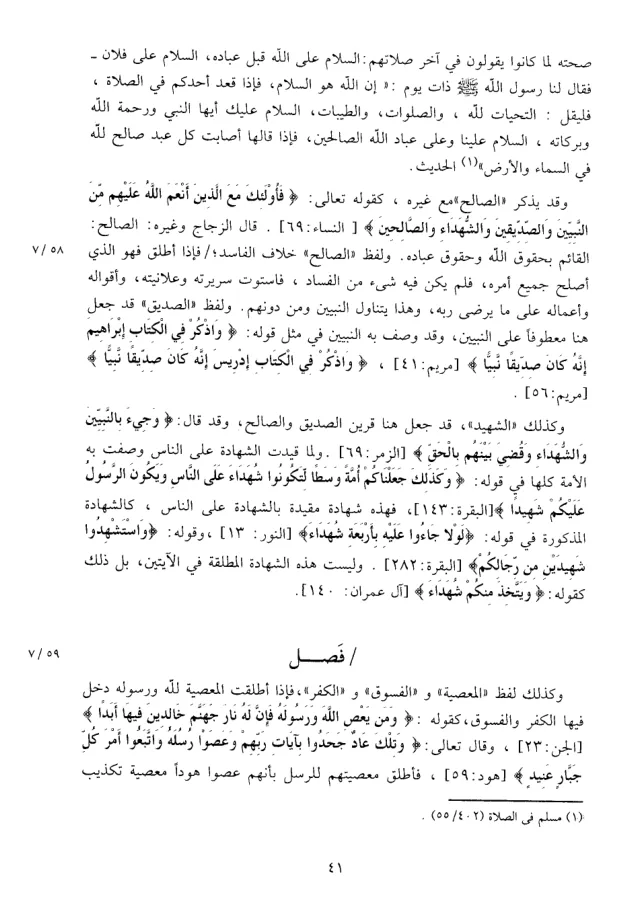 صحته لما كانوا يقولون في آخر صلاتهم: السلام على الله قبل عباده، السلام على فلان ـ
فقال لنا رسول الله ﷺ ذات يوم :« إن الله هو السلام، فإذا قعد أحدكم في الصلاة ،
فليقل : التحيات لله ، والصلوات، والطيبات، السلام عليك أيها النبي ورحمة الله
وبركاته ، السلام علينا وعلى عباد الله الصالحين، فإذا قالها أصابت كل عبد صالح لله
في السماء والأرض»(١) الحديث.
وقد يذكر «الصالح»مع غيره ، كقوله تعالى: ﴿ فَأُوْلَئِكَ مَعَ الَّذِينَ أَنْعَمَ اللَّهُ عَلَيْهِم مِّنَ
النَّبِيِّينَ وَالصِّدِّيقِينَ وَالشُّهَدَاءِ وَالصَّالِحِينَ ﴾ [ النساء:٦٩] . قال الزجاج وغيره: الصالح:
القائم بحقوق الله وحقوق عباده. ولفظ «الصالح» خلاف الفاسد؛/ فإذا أطلق فهو الذي
٧/٥٨
أصلح جميع أمره، فلم يكن فيه شىء من الفساد ، فاستوت سريرته وعلانيته، وأقواله
وأعماله على ما يرضى ربه، وهذا يتناول النبيين ومن دونهم. ولفظ «الصديق» قد جعل
هنا معطوفاً على النبيين، وقد وصف به النبيين في مثل قوله: ﴿ وَاذْكُرْ فِي الْكِتَابِ إِبْرَاهِيمَ
إِنَّهُ كَانَ صِدِّيقًا نَّبِيًّا ﴾ [مريم:٤١] ، ﴿ وَاذْكُرْ فِي الْكِتَابِ إِدْرِيسَ إِنَّهُ كَانَ صِدِّيقًا نَّبِيًّا ﴾
[مريم:٥٦] .
وكذلك «الشهيد»، قد جعل هنا قرين الصديق والصالح، وقد قال:﴿ وَجِيءَ بِالنَّبِيِّينَ
وَالشُّهَدَاءِ وَقُضِيَ بَيْنَهُم بِالْحَقِّ ﴾ [الزمر:٦٩] .ولما قيدت الشهادة على الناس وصفت به
الأمة كلها في قوله: ﴿ وَكَذَلِكَ جَعَلْنَاكُمْ أُمَّةً وَسَطًا لِّتَكُونُوا شُهَدَاءَ عَلَى النَّاسِ وَيَكُونَ الرَّسُولُ
عَلَيْكُمْ شَهِيدًا ﴾[البقرة:١٤٣]، فهذه شهادة مقيدة بالشهادة على الناس ، كالشهادة
المذكورة في قوله: ﴿لَوْلا جَاءُوا عَلَيْهِ بِأَرْبَعَةِ شُهَدَاءَ﴾ [النور: ١٣] ،وقوله: ﴿وَاسْتَشْهِدُوا
شَهِيدَيْنِ مِن رِّجَالِكُمْ﴾ [البقرة:٢٨٢] . وليست هذه الشهادة المطلقة في الآيتين، بل ذلك
كقوله:﴿ وَيَتَّخِذَ مِنكُمْ شُهَدَاءَ ﴾ [آل عمران: ١٤٠].
/ فَصــــل
٧/٥٩
وكذلك لفظ «المعصية» و «الفسوق» و «الكفر»،فإذا أطلقت المعصية لله ورسوله دخل
فيها الكفر والفسوق،كقوله :﴿ وَمَن يَعْصِ اللَّهَ وَرَسُولَهُ فَإِنَّ لَهُ نَارَ جَهَنَّمَ خَالِدِينَ فِيهَا أَبَدًا ﴾
[الجن:٢٣] ، وقال تعالى:﴿ وَتِلْكَ عَادٌ جَحَدُوا بِآيَاتِ رَبِّهِمْ وَعَصَوْا رُسُلَهُ وَاتَّبَعُوا أَمْرَ كُلِّ
جَبَّارٍ عَنِيدٍ ﴾ [هود:٥٩] ، فأطلق معصيتهم للرسل بأنهم عصوا هوداً معصية تكذيب
(١) مسلم فى الصلاة (٥٥/٤٠٢) .
٤١